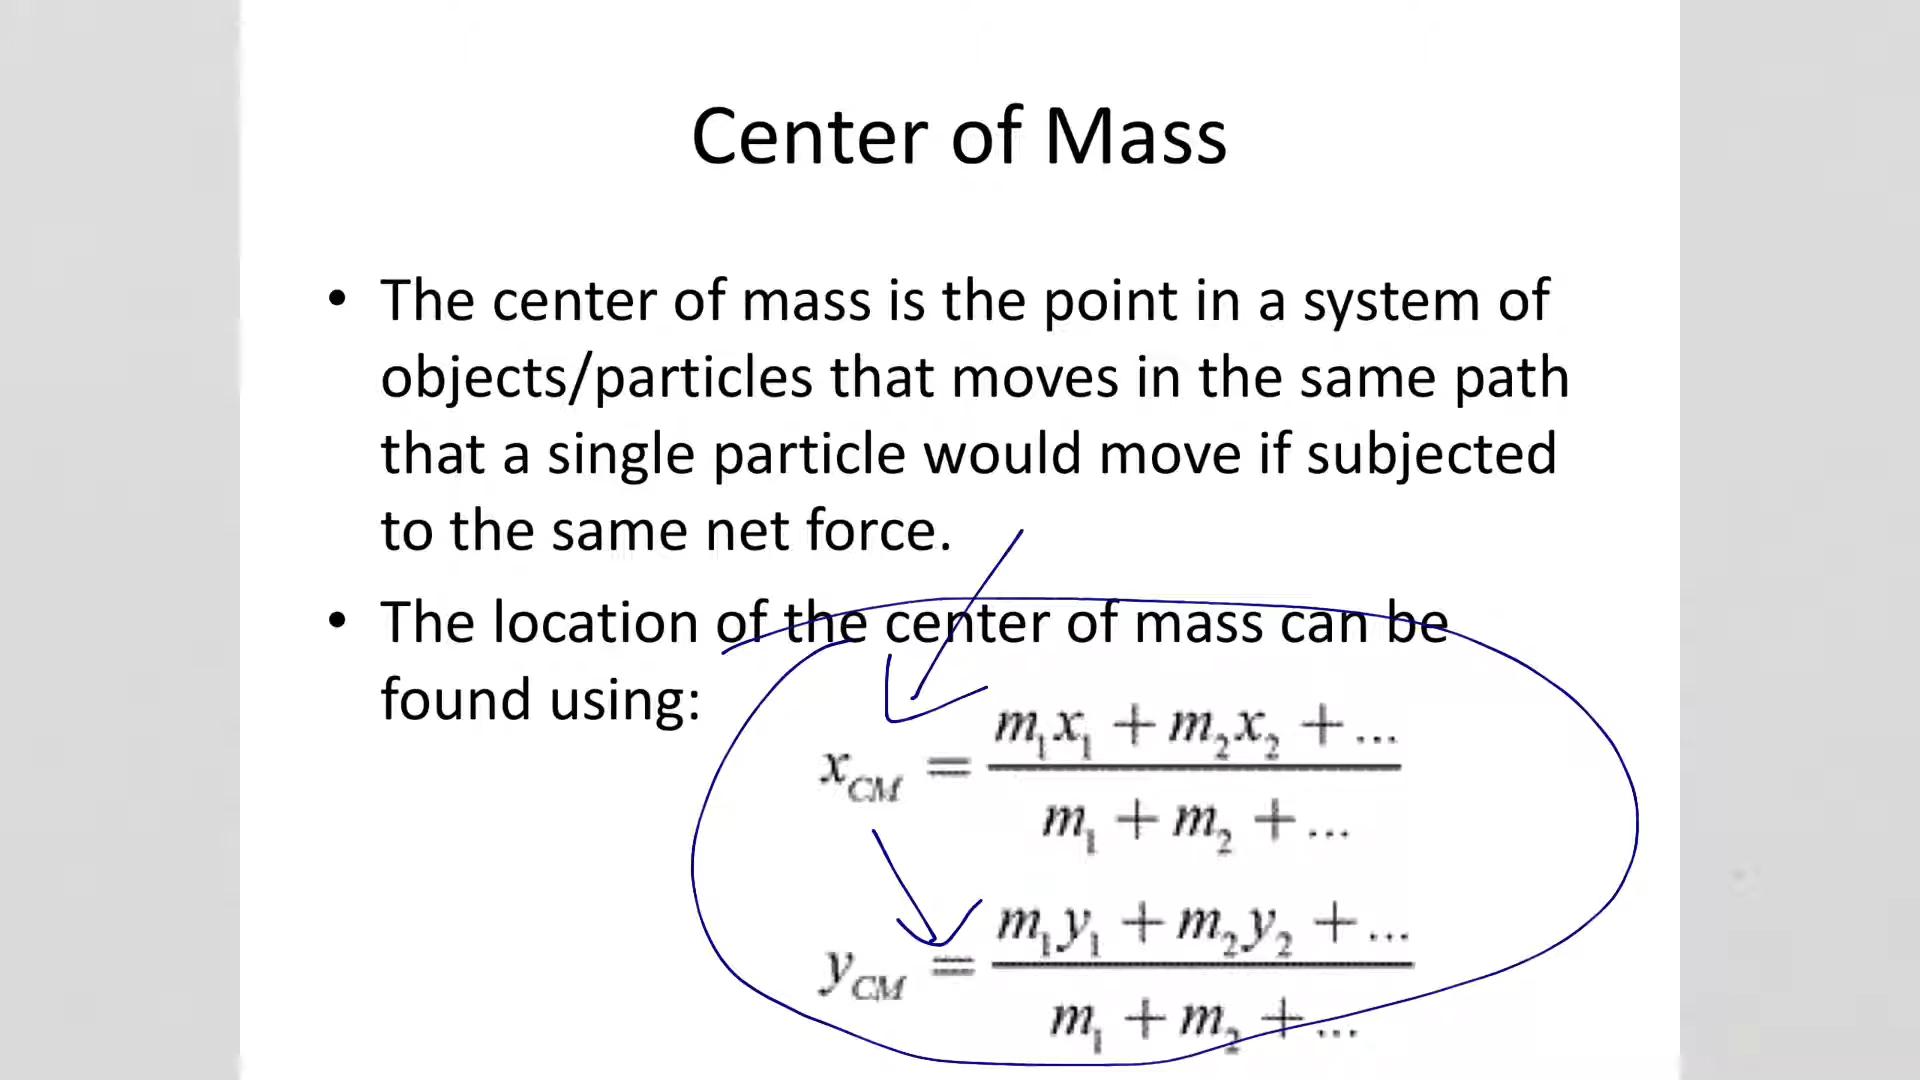 Center of Mass
• The center of mass is the point in a system of
objects/particles that moves in the same path
that a single particle would move if subjected
to the same net force.
• The location of the center of mass can be
found using:
x_CM = (m₁x₁ + m₂x₂ + ...) / (m₁ + m₂ + ...)
y_CM = (m₁y₁ + m₂y₂ + ...) / (m₁ + m₂ + ...)